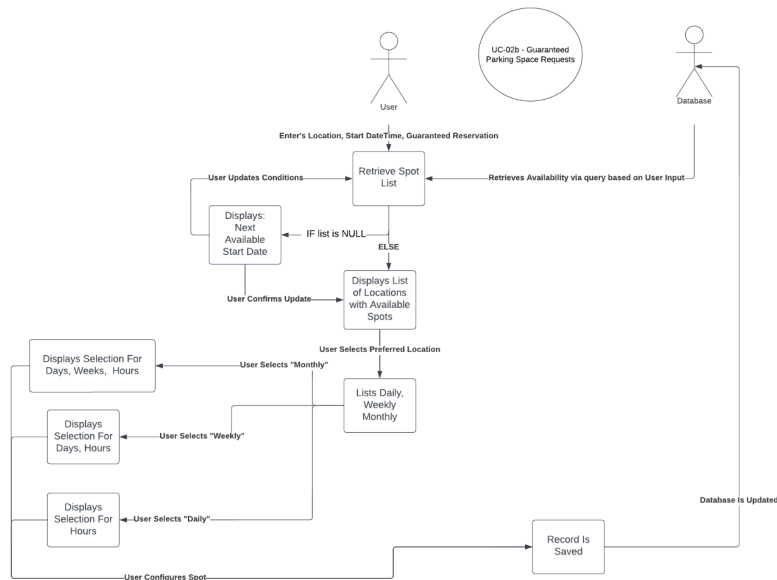 UC-02b - Guaranteed
Parking Space Requests
User
Database
Enter's Location, Start DateTime, Guaranteed Reservation
Retrieve Spot
List
User Updates Conditions
Retrieves Availability via query based on User Input
Displays:
Next
Available
Start Date
IF list is NULL
ELSE
Displays List
of Locations
with Available
Spots
User Confirms Update
User Selects Preferred Location
Displays Selection For
Days, Weeks, Hours
User Selects "Monthly"
Lists Daily,
Weekly
Monthly
Displays
Selection For
Days, Hours
User Selects "Weekly"
Displays
Selection For
Hours
User Selects "Daily"
Database Is Updated
Record Is
Saved
User Configures Spot